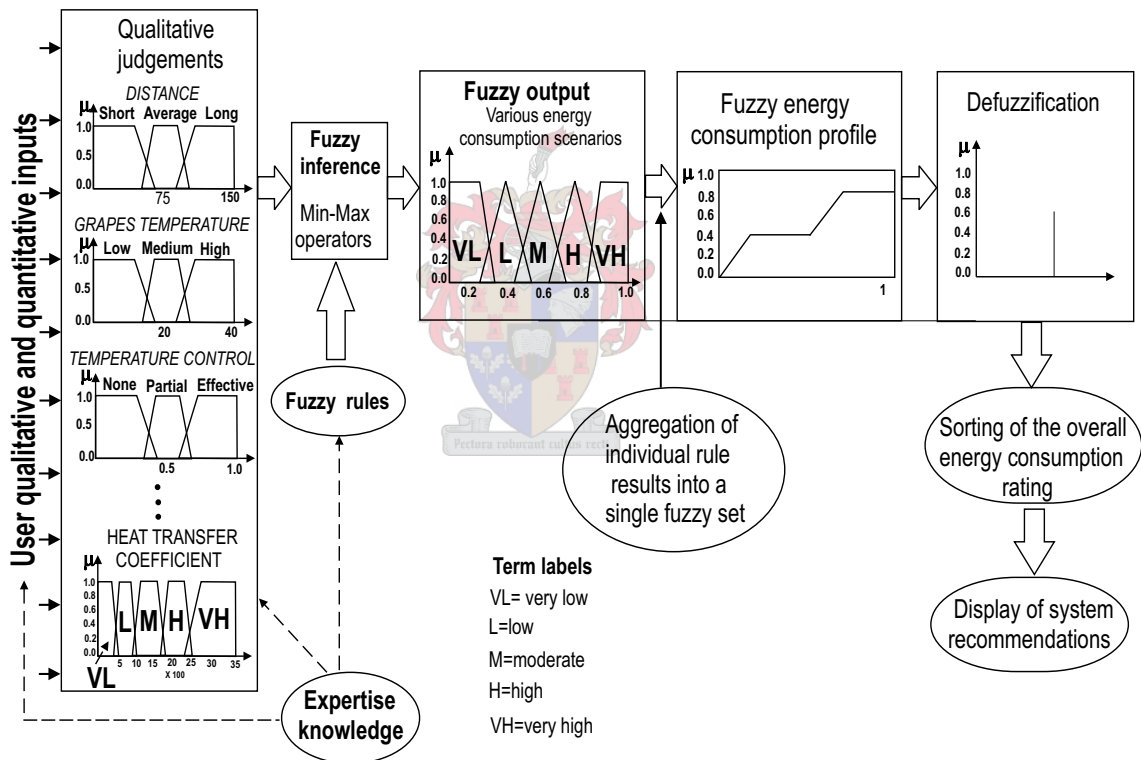 User qualitative and quantitative inputs
Qualitative
judgements
DISTANCE
μ
Short Average Long
1.0
0.5
0.0
75 150
GRAPES TEMPERATURE
μ
Low Medium High
1.0
0.5
0.0
20 40
TEMPERATURE CONTROL
μ
None Partial Effective
1.0
0.5
0.0
0.5 1.0
HEAT TRANSFER
COEFFICIENT
μ
1.0
0.8
0.6
0.4
0.2
0.0
L M H VH
5 10 15 20 25 30 35
X 100
VL
Fuzzy
inference
Min-Max
operators
Fuzzy rules
Expertise
knowledge
Fuzzy output
Various energy
consumption scenarios
μ
1.0
0.8
0.6
0.4
0.2
0.0
VL L M H VH
0.2 0.4 0.6 0.8 1.0
Pectora roborant cultus recti
Aggregation of
individual rule
results into a
single fuzzy set
Term labels
VL= very low
L=low
M=moderate
H=high
VH=very high
Fuzzy energy
consumption profile
μ
1.0
0.8
0.6
0.4
0.2
0.0
1
Defuzzification
μ
1.0
0.8
0.6
0.4
0.2
0.0
Sorting of the overall
energy consumption
rating
Display of system
recommendations